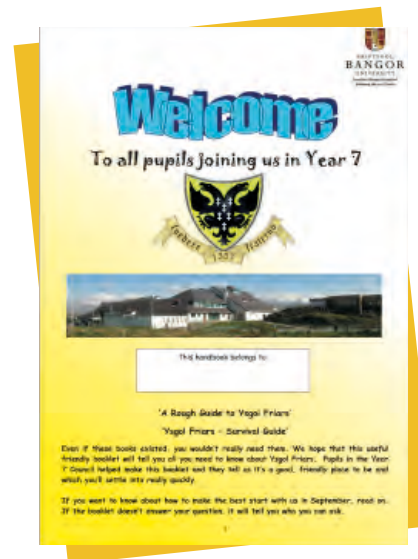 PRIFYSGOL
BANGOR
UNIVERSITY
Welcome
To all pupils joining us in Year 7
foedere
1557
fraterno
This handbook belongs to:
'A Rough Guide to Ysgol Friars'
'Ysgol Friars - Survival Guide'
Even if these books existed, you wouldn't really need them. We hope that this useful
friendly booklet will tell you all you need to know about Ysgol Friars. Pupils in the Year
7 Council helped make this booklet and they tell us it's a good, friendly place to be and
which you'll settle into really quickly.
If you want to know about how to make the best start with us in September, read on.
If the booklet doesn't answer your question, it will tell you who you can ask.
1